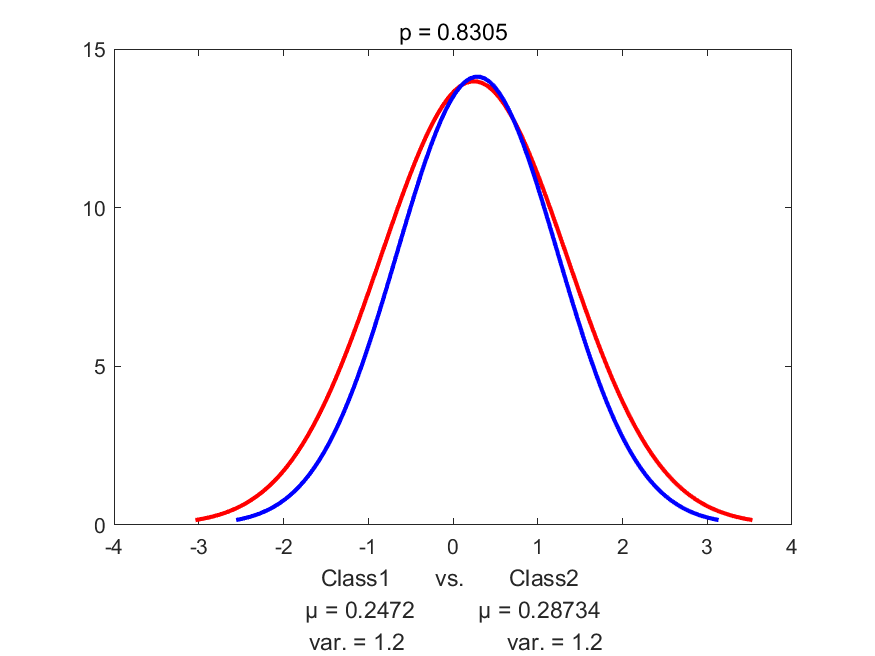 p = 0.8305
15
10
5
0
-4 -3 -2 -1 0 1 2 3 4
Class1 vs. Class2
μ = 0.2472 μ = 0.28734
var. = 1.2 var. = 1.2